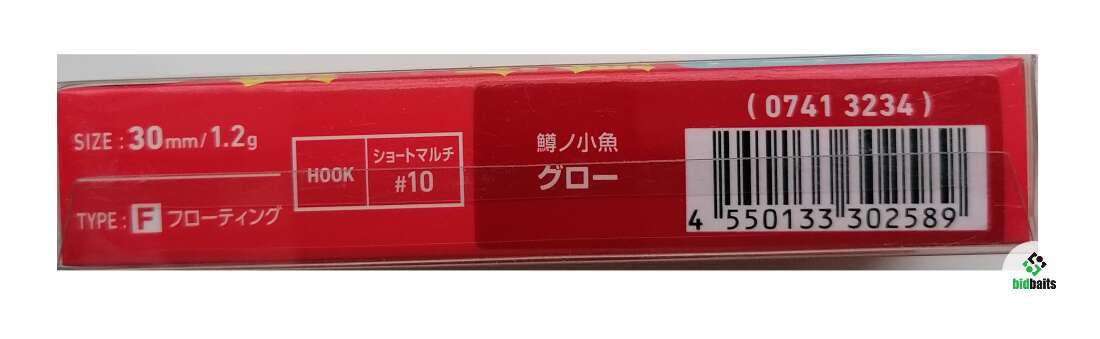 SIZE : 30mm/1.2g
TYPE : F フローティング
HOOK
ショートマルチ
#10
鱒ノ小魚
グロー
( 0741 3234 )
4 550133 302589
bidbaits